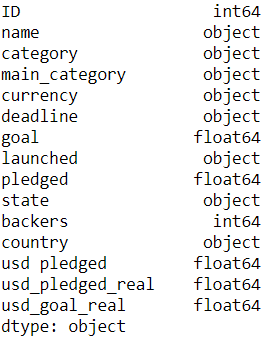 ID int64
name object
category object
main_category object
currency object
deadline object
goal float64
launched object
pledged float64
state object
backers int64
country object
usd pledged float64
usd_pledged_real float64
usd_goal_real float64
dtype: object